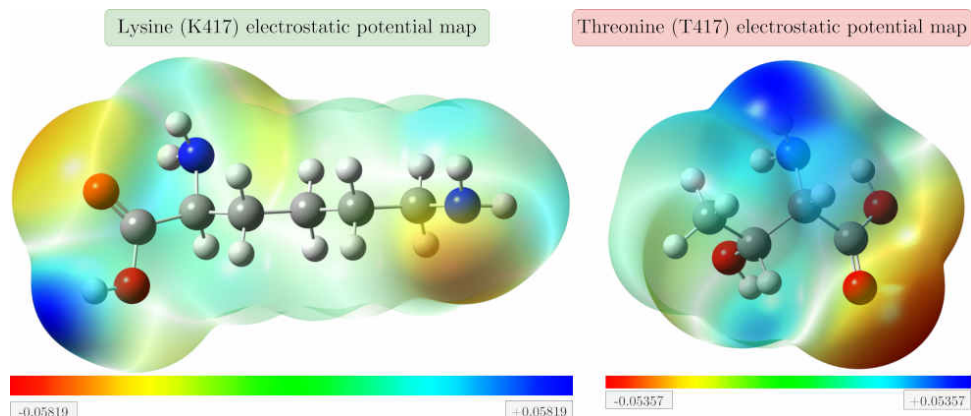 Lysine (K417) electrostatic potential map
Threonine (T417) electrostatic potential map
-0.05819
+0.05819
-0.05357
+0.05357